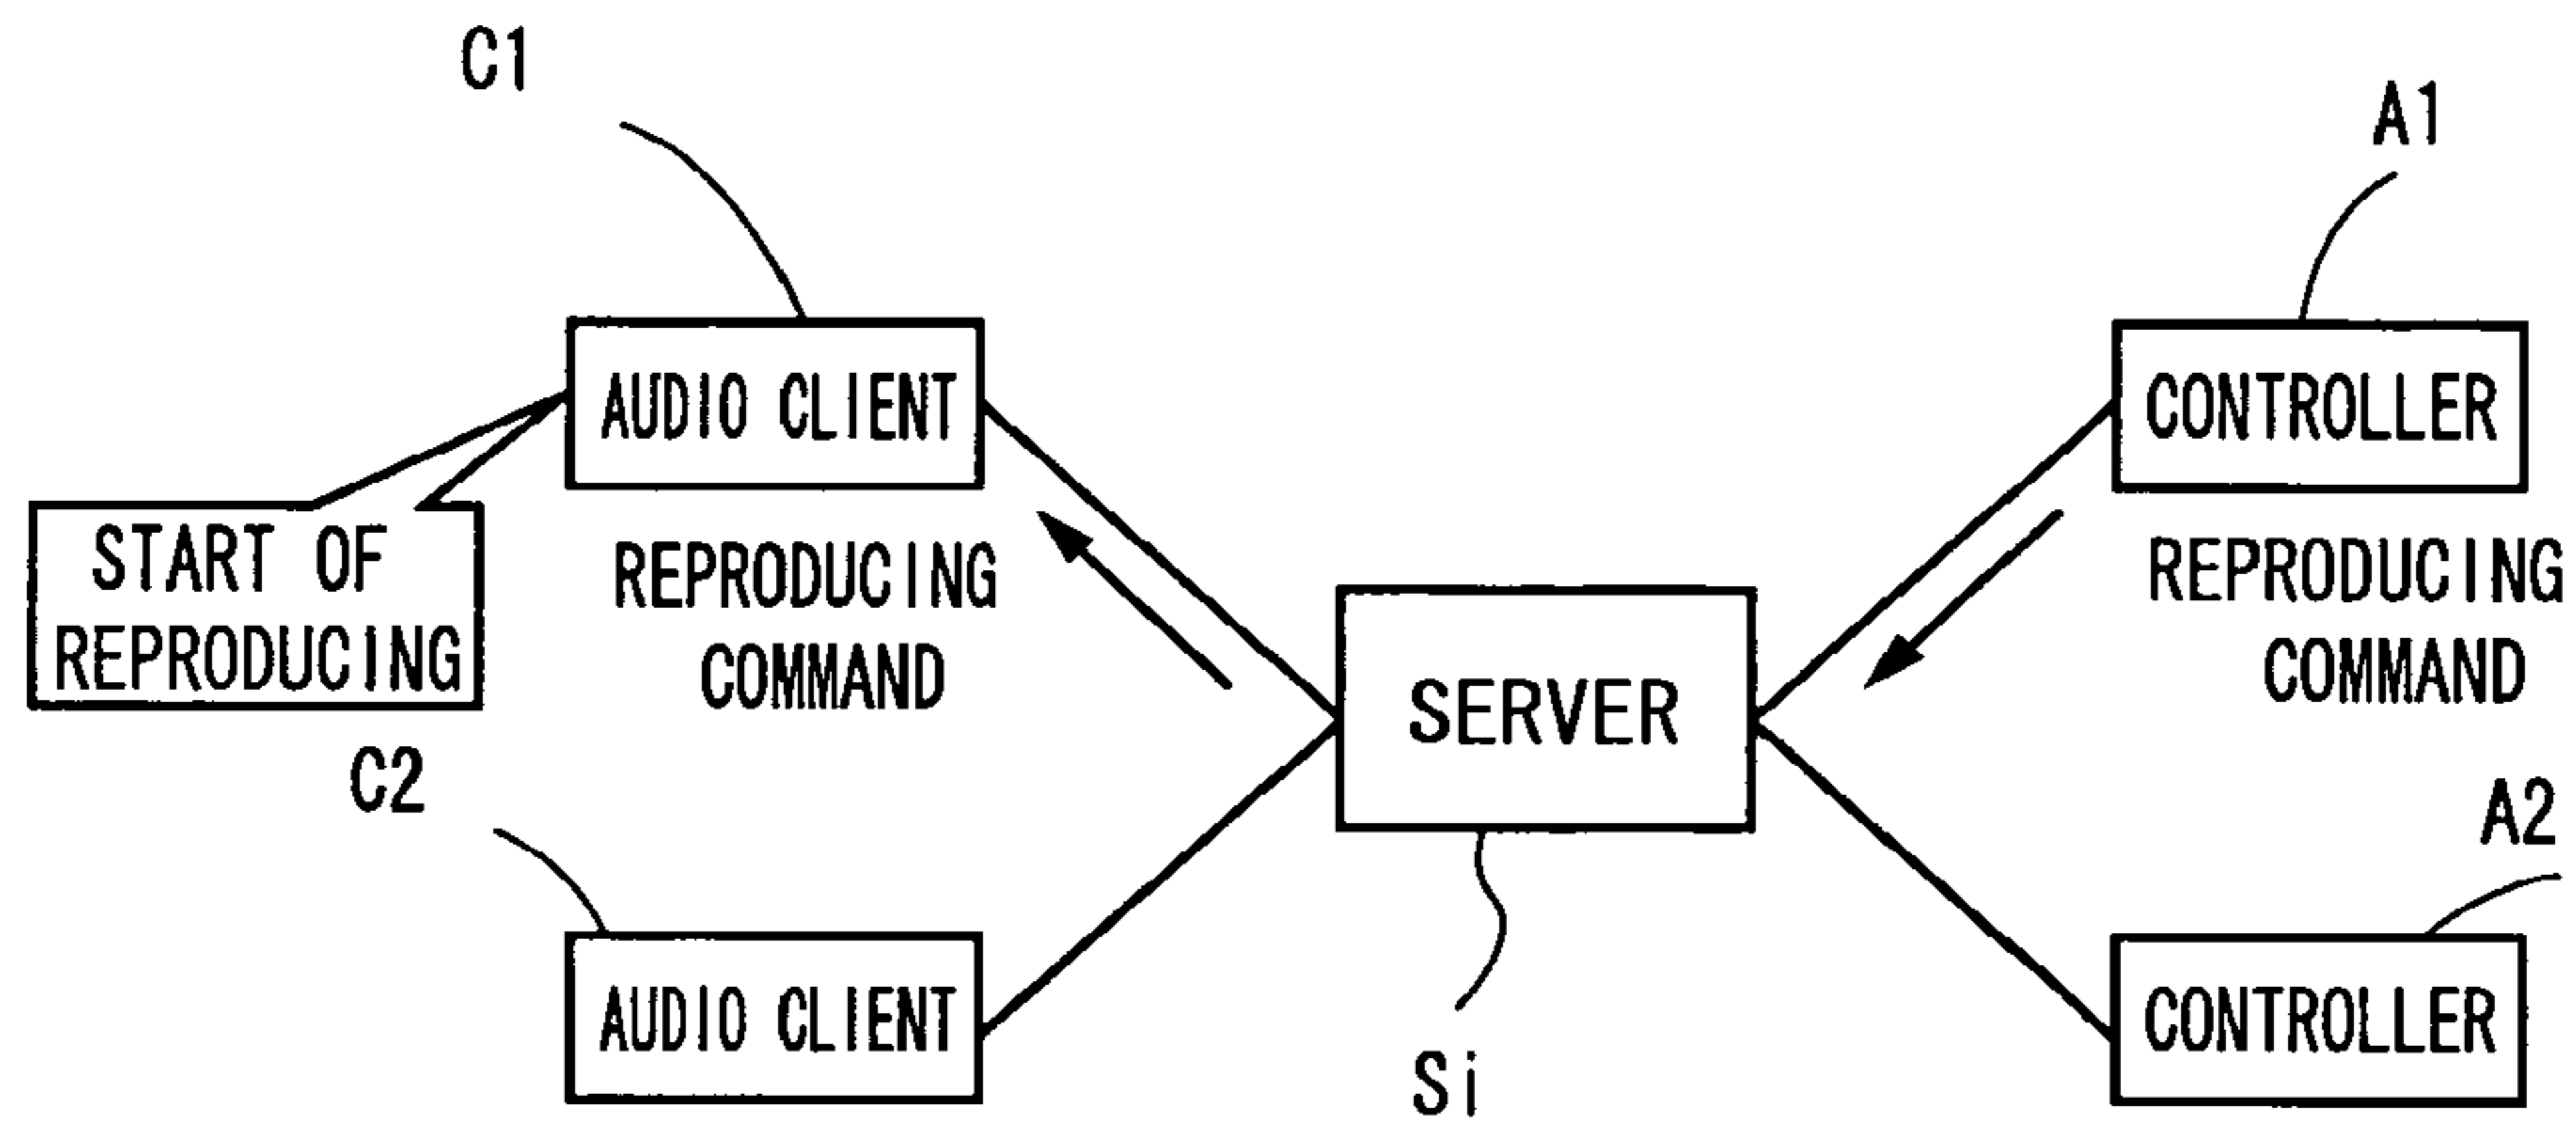 C1
A1
AUDIO CLIENT
CONTROLLER
START OF
REPRODUCING
REPRODUCING
COMMAND
REPRODUCING
COMMAND
SERVER
C2
A2
AUDIO CLIENT
CONTROLLER
Si